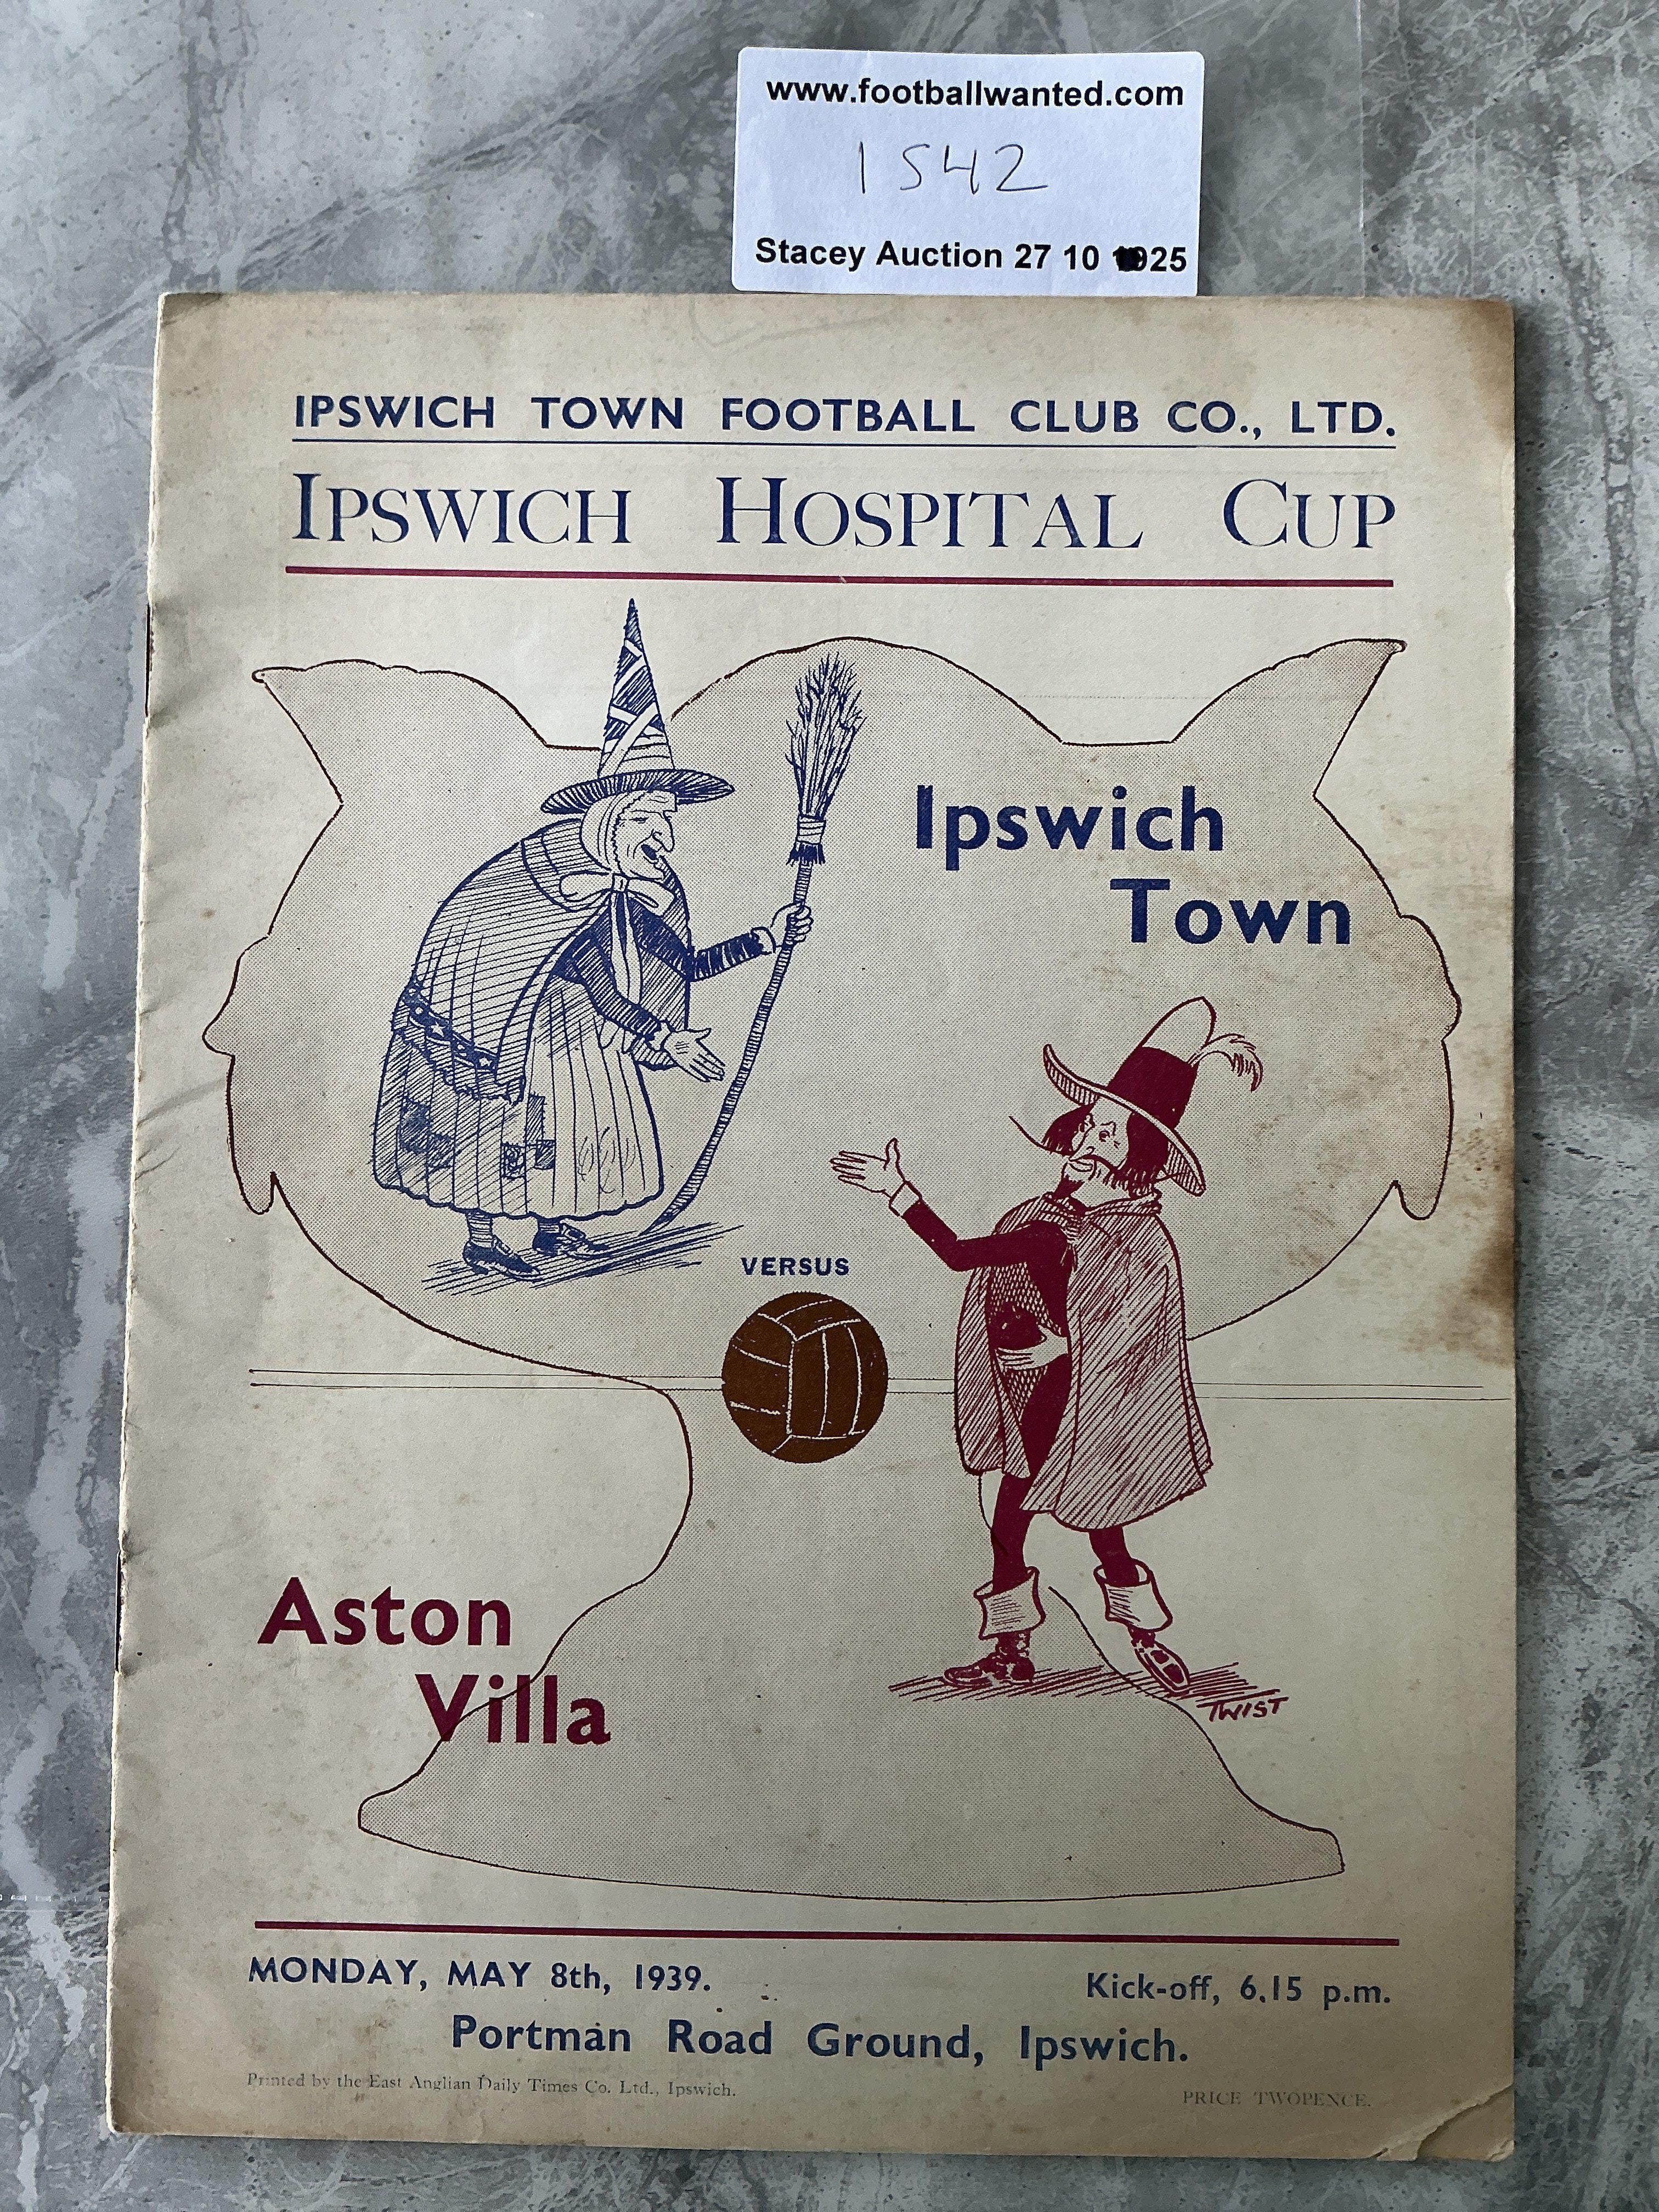 www.footballwanted.com
1542
Stacey Auction 27 10 1925
IPSWICH TOWN FOOTBALL CLUB CO., LTD.
IPSWICH HOSPITAL CUP
Ipswich
Town
VERSUS
Aston
Villa
TWIST
MONDAY, MAY 8th, 1939.
Kick-off, 6.15 p.m.
Portman Road Ground, Ipswich.
Printed by the East Anglian Daily Times Co. Ltd., Ipswich.
PRICE TWOPENCE.